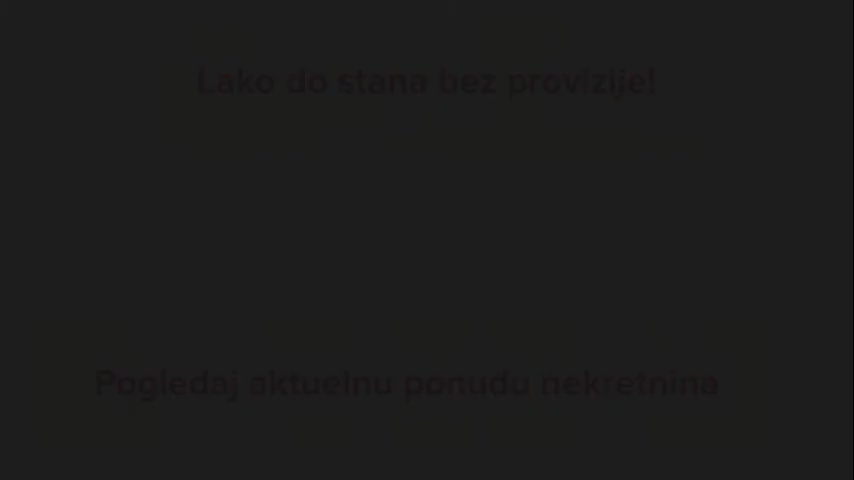 Lako do stana bez provizije!
Pogledaj aktuelnu ponudu nekretnina